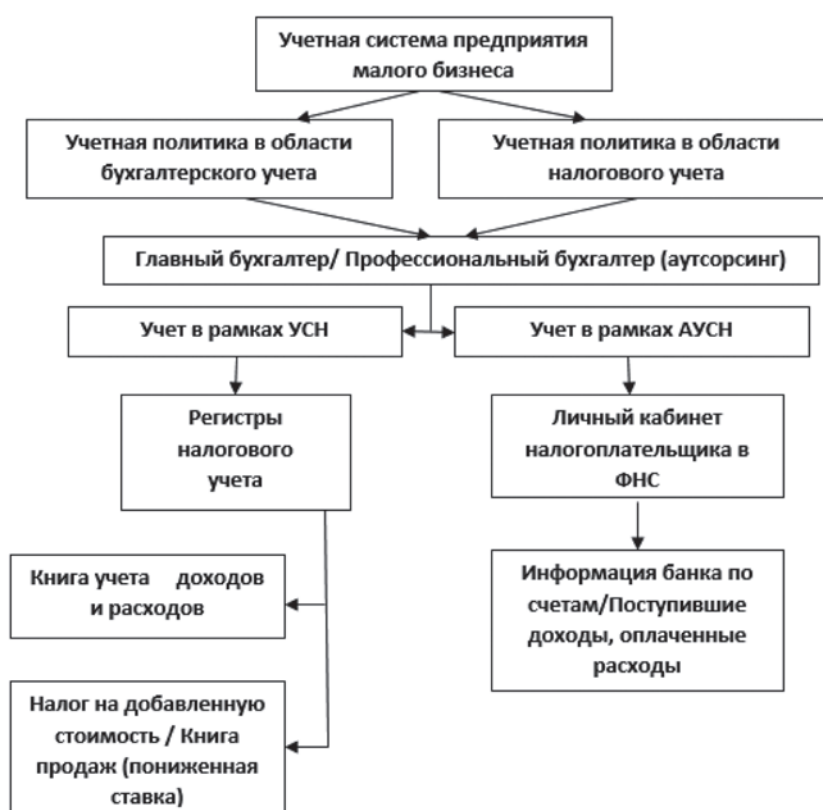 Учетная система предприятия
малого бизнеса
Учетная политика в области
бухгалтерского учета
Учетная политика в области
налогового учета
Главный бухгалтер/ Профессиональный бухгалтер (аутсорсинг)
Учет в рамках УСН
Учет в рамках АУСН
Регистры
налогового
учета
Личный кабинет
налогоплательщика в
ФНС
Книга учета доходов
и расходов
Информация банка по
счетам/Поступившие
доходы, оплаченные
расходы
Налог на добавленную
стоимость / Книга
продаж (пониженная
ставка)